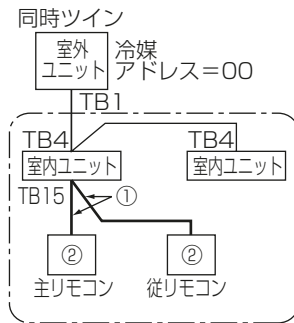 同時ツイン
室外
ユニット
冷媒
アドレス=00
TB1
TB4
TB4
室内ユニット
室内ユニット
TB15
①
②
②
主リモコン
従リモコン